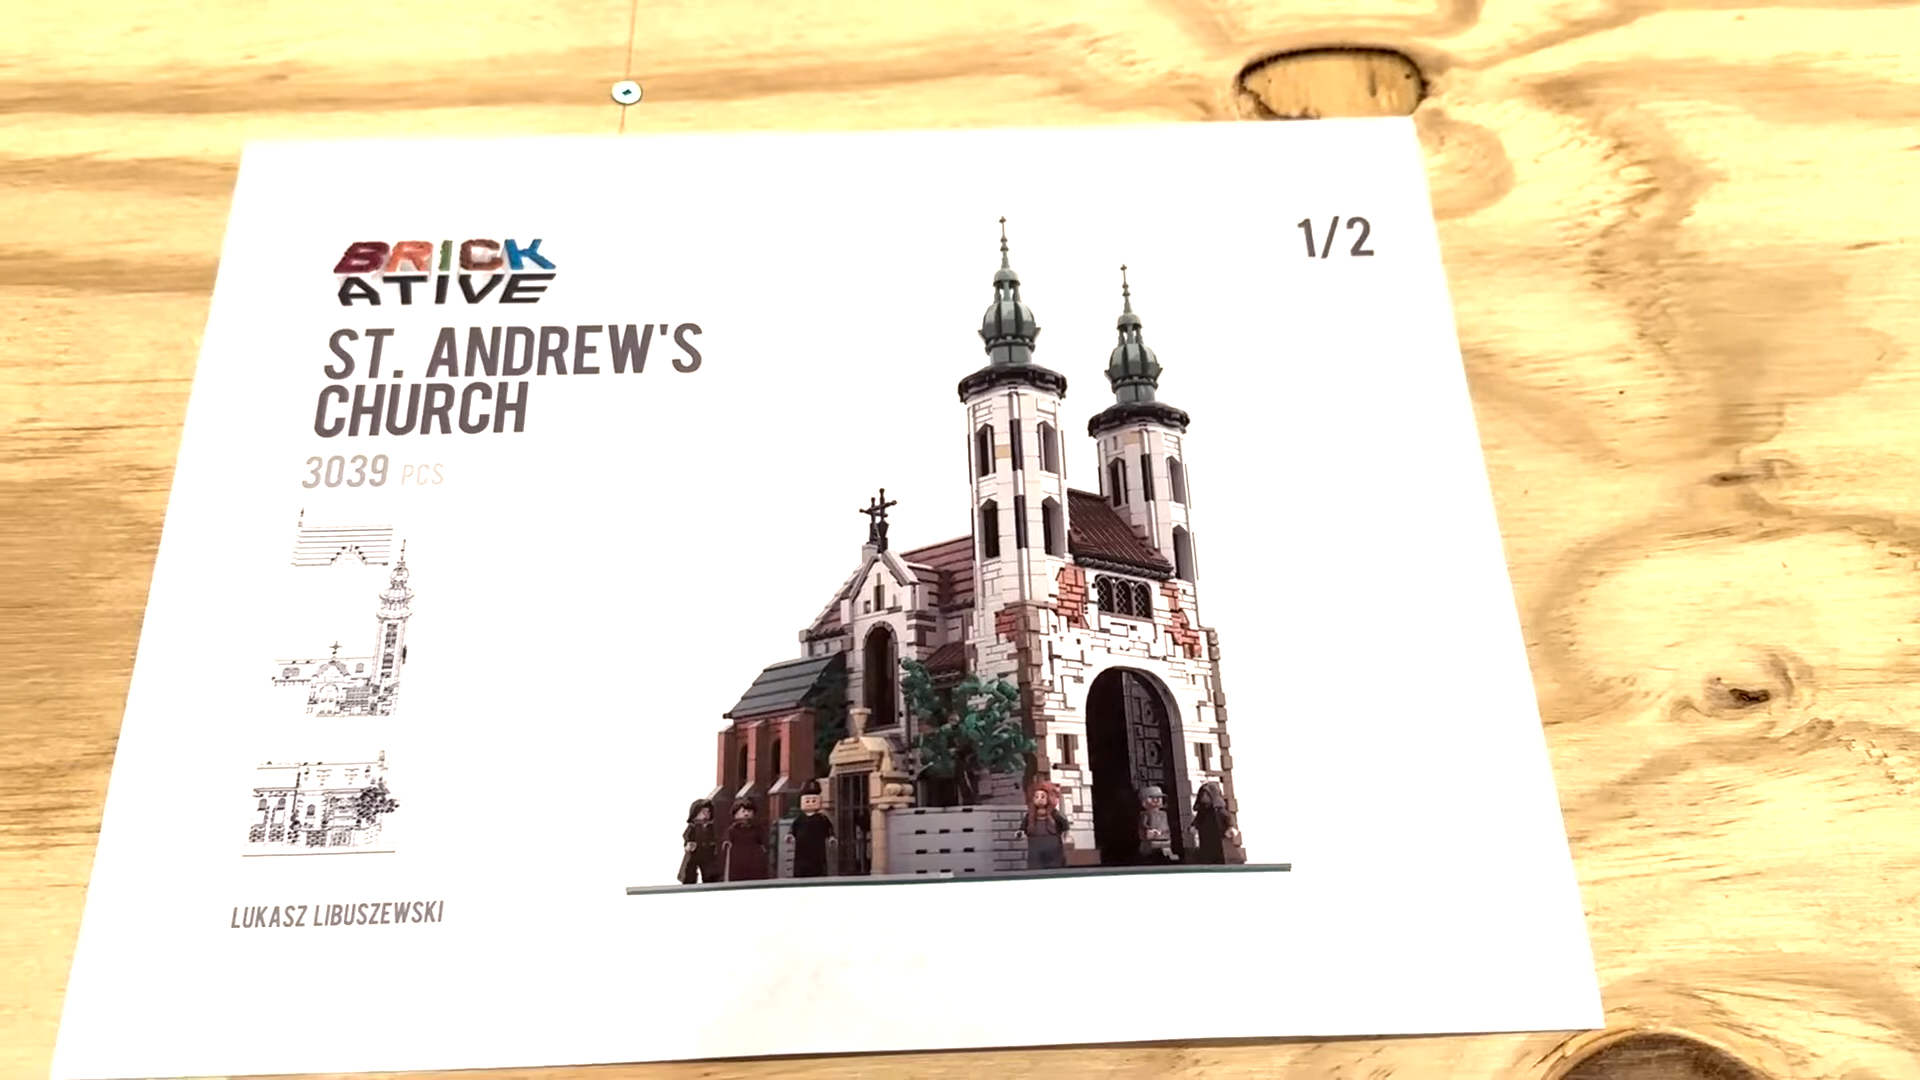 BRICK
ATIVE
ST. ANDREW'S
CHURCH
3039 PCS
LUKASZ LIBUSZEWSKI
1/2